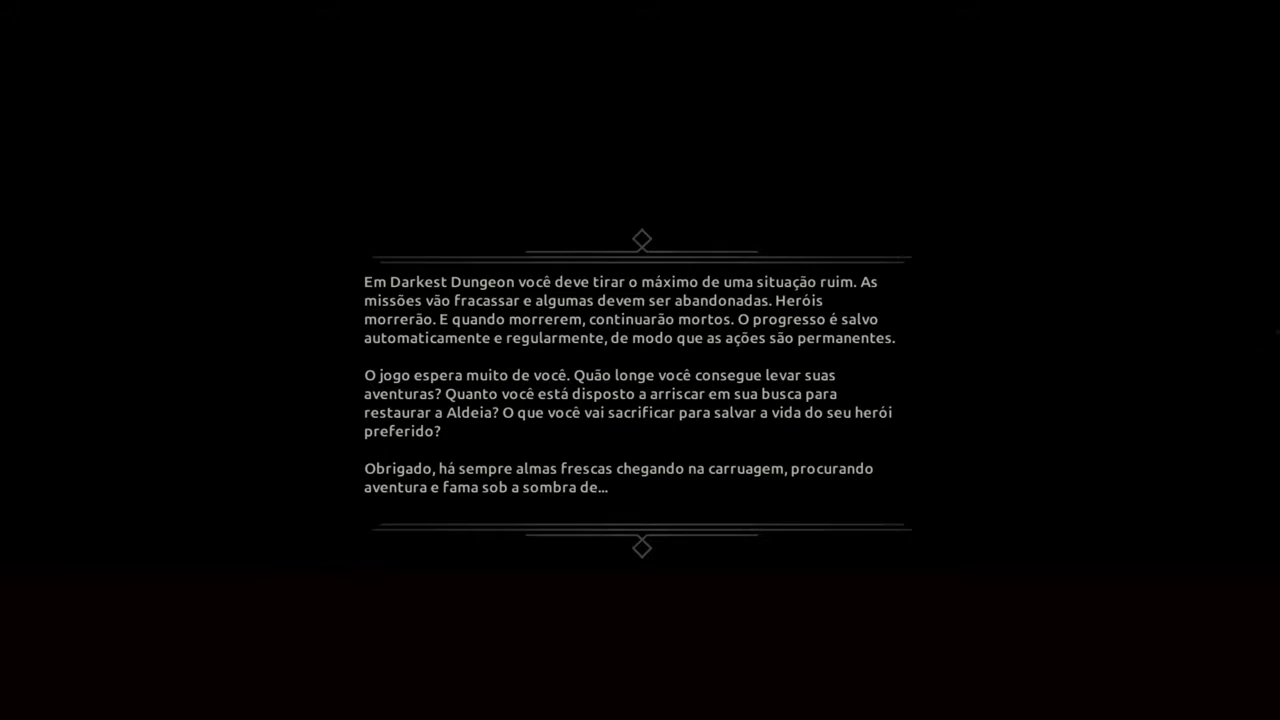 Em Darkest Dungeon você deve tirar o máximo de uma situação ruim. As
missões vão fracassar e algumas devem ser abandonadas. Heróis
morrerão. E quando morrerem, continuarão mortos. O progresso é salvo
automaticamente e regularmente, de modo que as ações são permanentes.
O jogo espera muito de você. Quão longe você consegue levar suas
aventuras? Quanto você está disposto a arriscar em sua busca para
restaurar a Aldeia? O que você vai sacrificar para salvar a vida do seu herói
preferido?
Obrigado, há sempre almas frescas chegando na carruagem, procurando
aventura e fama sob a sombra de...